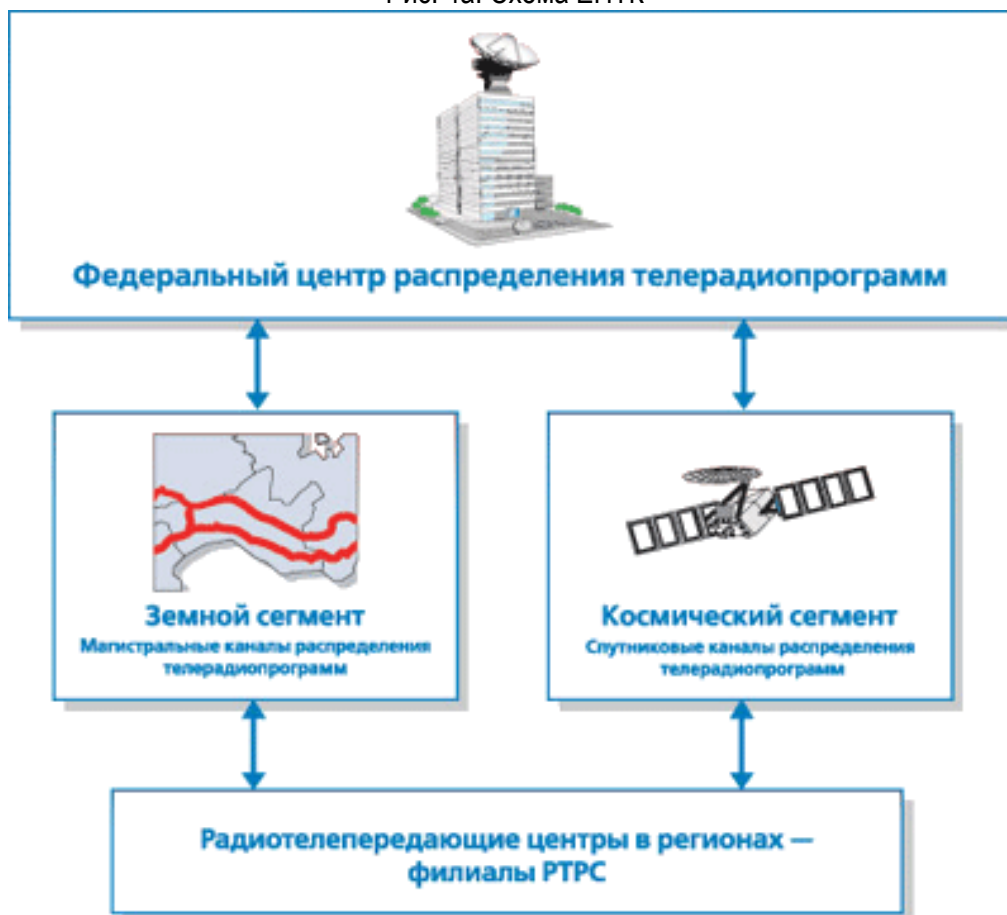 Схема
Федеральный центр распределения телерадиопрограмм
Земной сегмент
Магистральные каналы распределения
телерадиопрограмм
Космический сегмент
Спутниковые каналы распределения
телерадиопрограмм
Радиотелепередающие центры в регионах —
филиалы РТРС